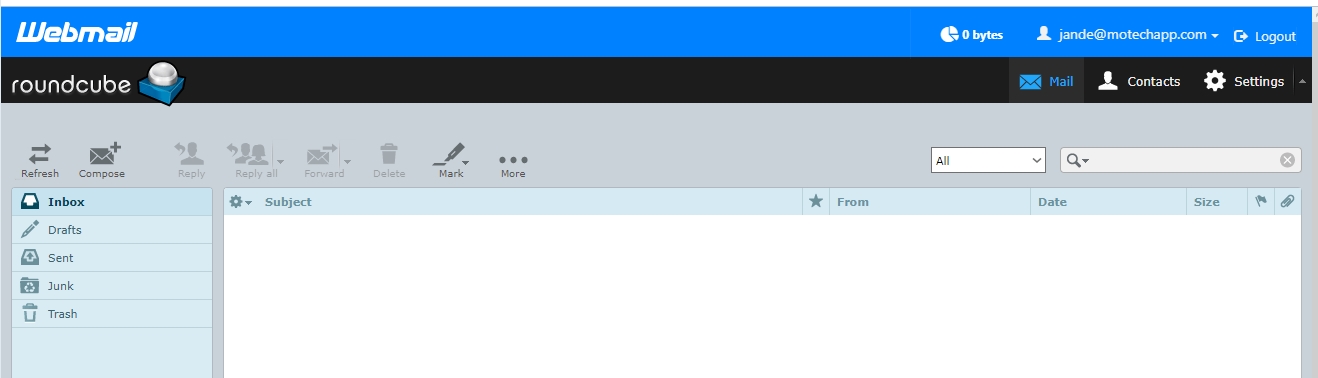 Webmail 0 bytes jande@motechapp.com Logout
roundcube Mail Contacts Settings
Refresh Compose Reply Reply all Forward Delete Mark More All
Inbox Subject From Date Size
Drafts
Sent
Junk
Trash